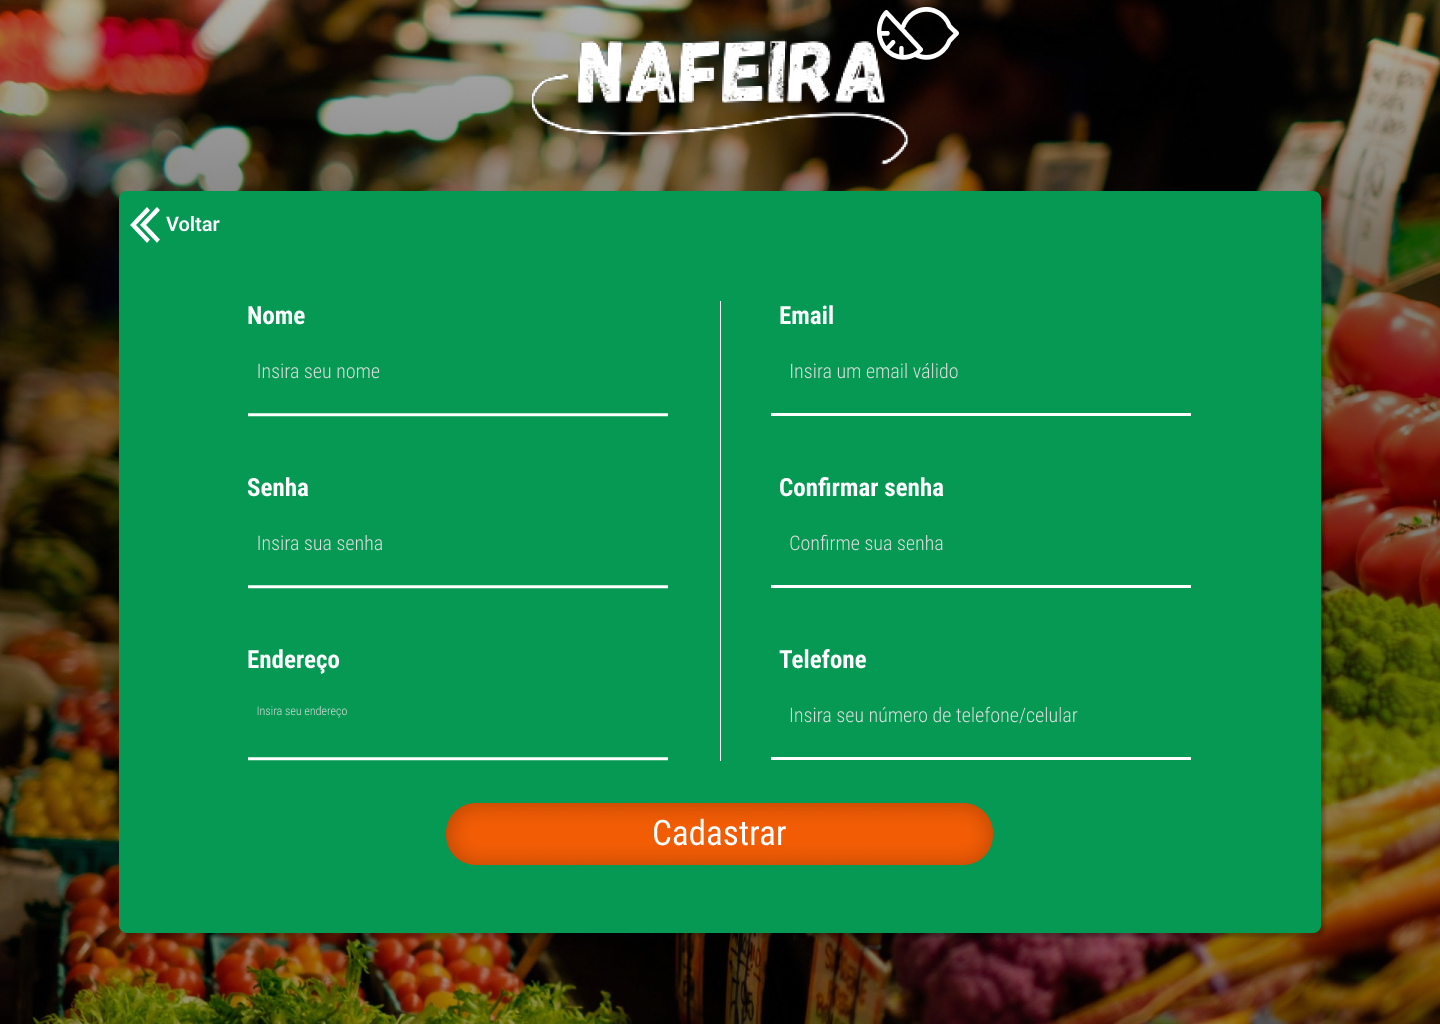 NAFEIRA
Voltar
Nome
Insira seu nome
Email
Insira um email válido
Senha
Insira sua senha
Confirmar senha
Confirme sua senha
Endereço
Insira seu endereço
Telefone
Insira seu número de telefone/celular
Cadastrar